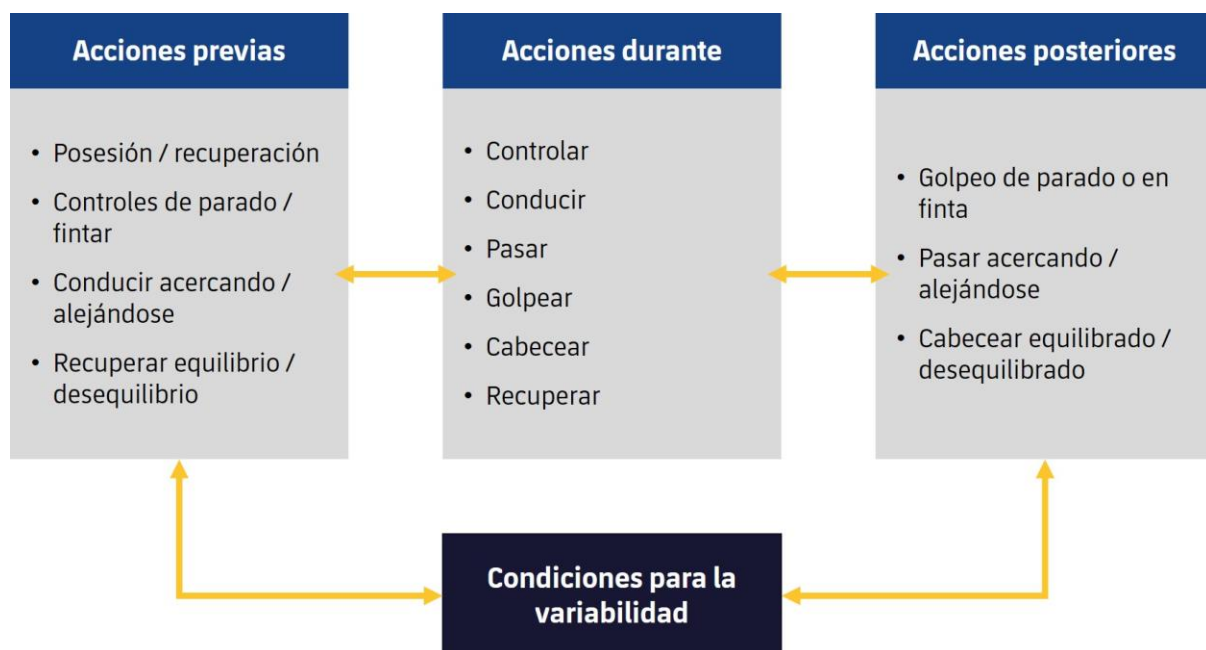 Acciones previas
• Posesión / recuperación
• Controles de parado /
fintar
• Conducir acercando /
alejándose
• Recuperar equilibrio /
desequilibrio
Acciones durante
• Controlar
• Conducir
• Pasar
• Golpear
• Cabecear
• Recuperar
Acciones posteriores
• Golpeo de parado o en
finta
• Pasar acercando /
alejándose
• Cabecear equilibrado /
desequilibrado
Condiciones para la
variabilidad